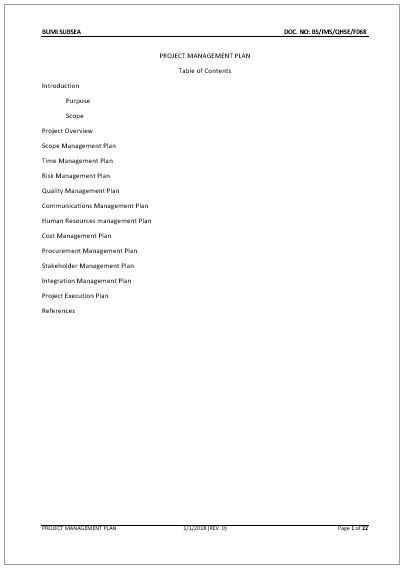 BUMI SUBSEA DOC. NO: BS/IMS/QHSE/F068
PROJECT MANAGEMENT PLAN
Table of Contents
Introduction
Purpose
Scope
Project Overview
Scope Management Plan
Time Management Plan
Risk Management Plan
Quality Management Plan
Communications Management Plan
Human Resources management Plan
Cost Management Plan
Procurement Management Plan
Stakeholder Management Plan
Integration Management Plan
Project Execution Plan
References
PROJECT MANAGEMENT PLAN 1/1/2018 (REV. 0) Page 1 of 22